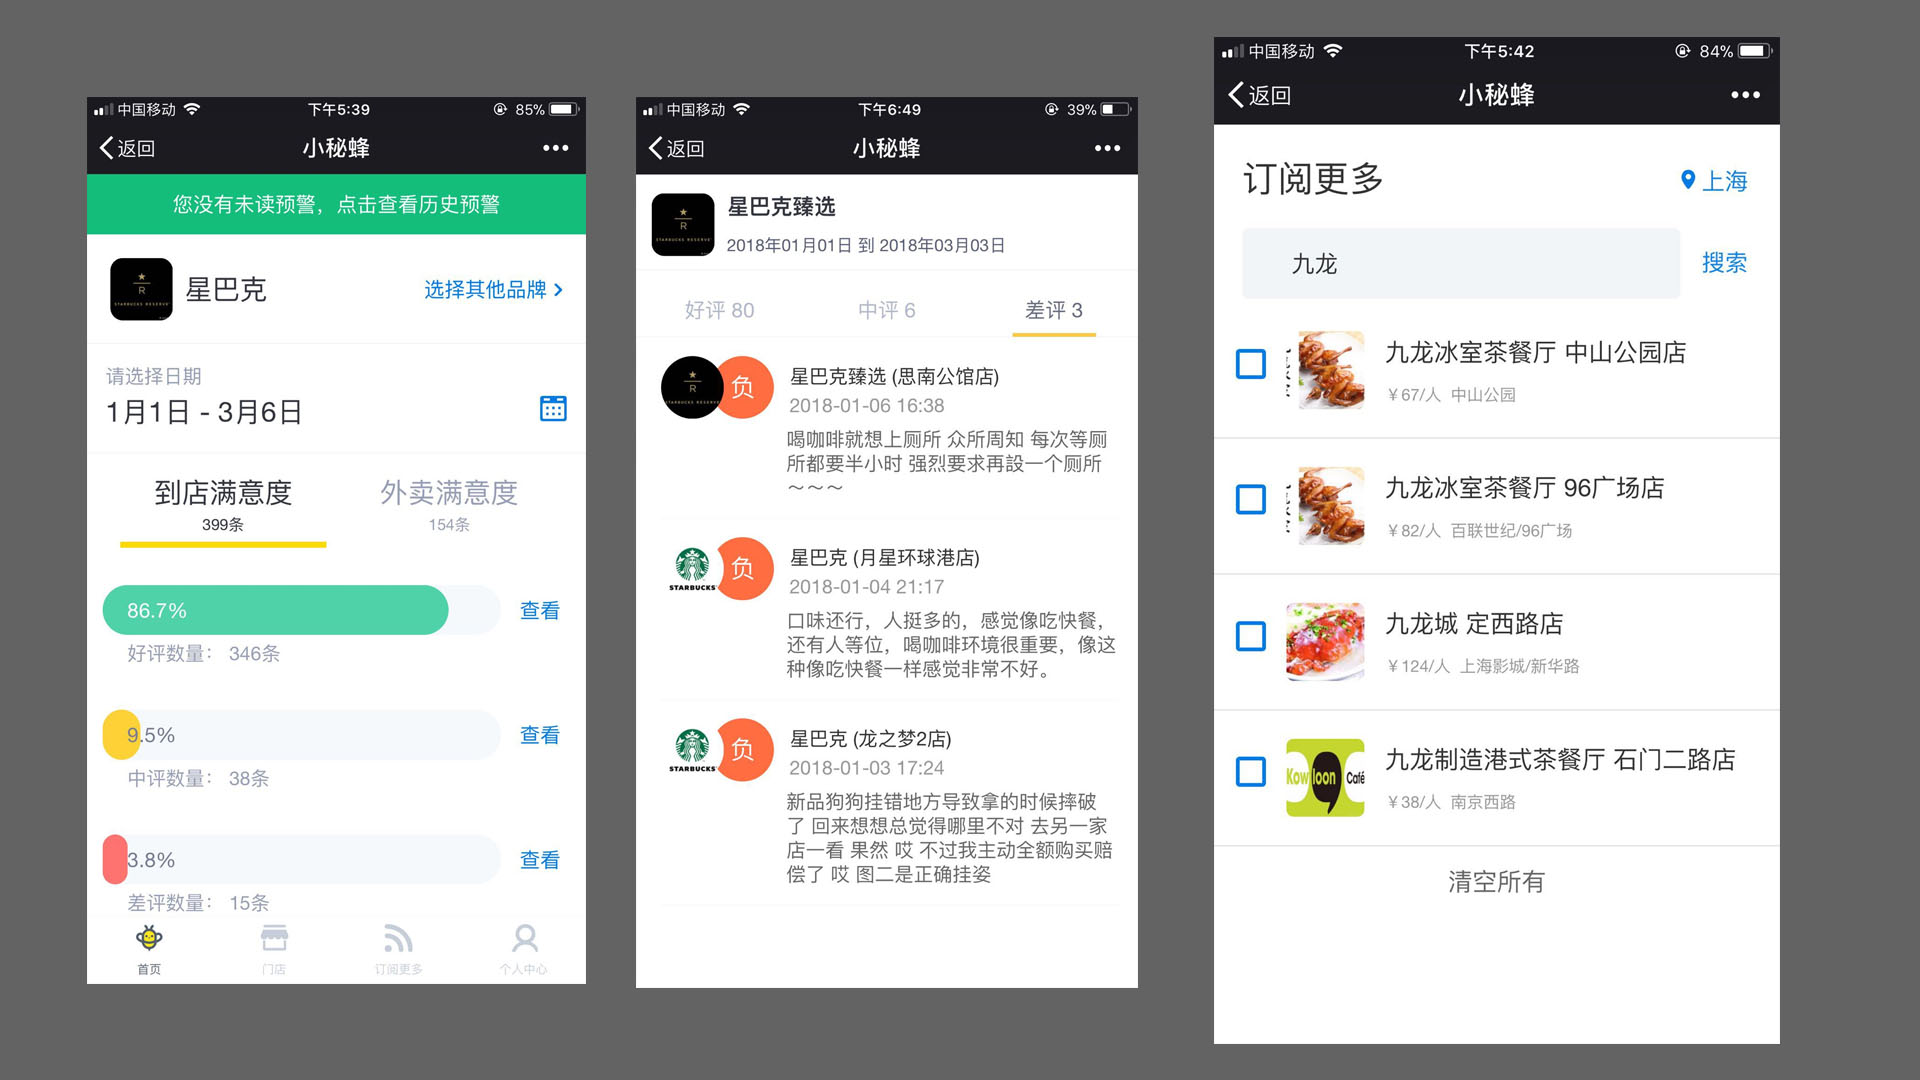 中国移动 下午5:39 85%
返回 小秘蜂
您没有未读预警，点击查看历史预警
R
STARBUCKS RESERVE
星巴克 选择其他品牌
请选择日期
1月1日 - 3月6日
到店满意度 外卖满意度
399条 154条
86.7% 查看
好评数量： 346条
9.5% 查看
中评数量： 38条
3.8% 查看
差评数量： 15条
首页 门店 订阅更多 个人中心
中国移动 下午6:49 39%
返回 小秘蜂
R
STARBUCKS RESERVE
星巴克臻选
2018年01月01日 到 2018年03月03日
好评 80 中评 6 差评 3
R
STARBUCKS RESERVE
负
星巴克臻选 (思南公馆店)
2018-01-06 16:38
喝咖啡就想上厕所 众所周知 每次等厕
所都要半小时 强烈要求再設一个厕所
～～～
STARBUCKS
负
星巴克 (月星环球港店)
2018-01-04 21:17
口味还行，人挺多的，感觉像吃快餐，
还有人等位，喝咖啡环境很重要，像这
种像吃快餐一样感觉非常不好。
STARBUCKS
负
星巴克 (龙之梦2店)
2018-01-03 17:24
新品狗狗挂错地方导致拿的时候摔破
了 回来想想总觉得哪里不对 去另一家
店一看 果然 哎 不过我主动全额购买赔
偿了 哎 图二是正确挂姿
中国移动 下午5:42 84%
返回 小秘蜂
订阅更多 上海
九龙 搜索
九龙冰室茶餐厅 中山公园店
￥67/人 中山公园
九龙冰室茶餐厅 96广场店
￥82/人 百联世纪/96广场
九龙城 定西路店
￥124/人 上海影城/新华路
Kowloon Café
九龙制造港式茶餐厅 石门二路店
￥38/人 南京西路
清空所有